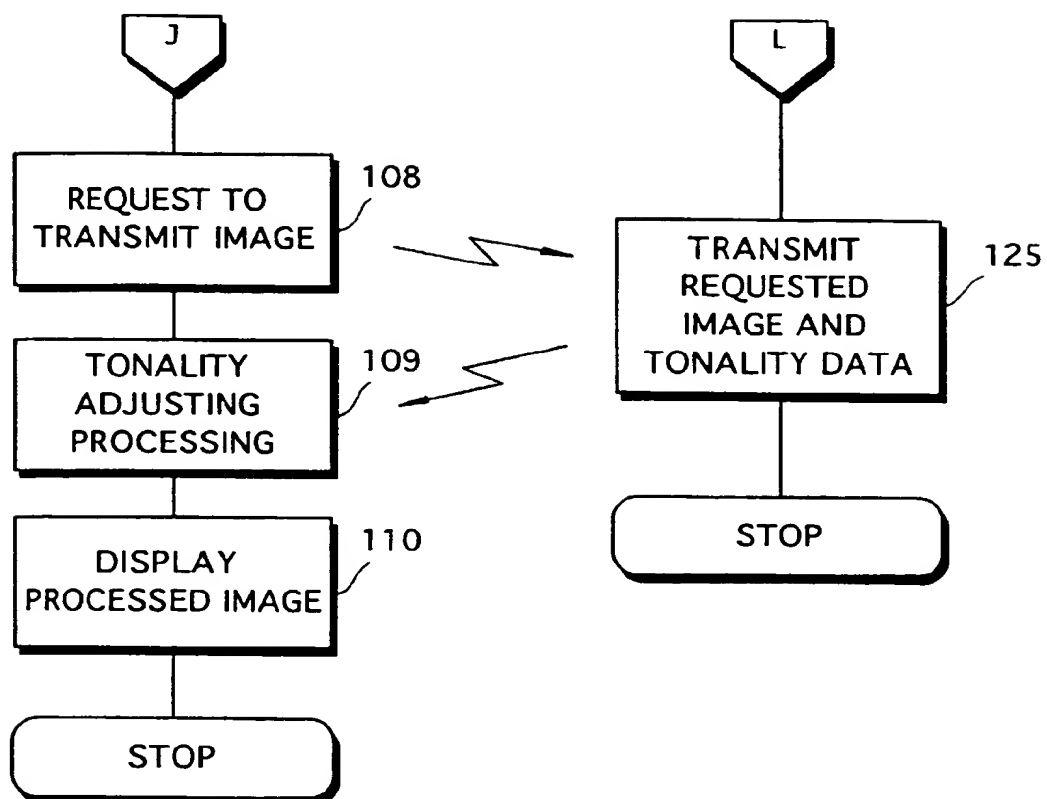 J
REQUEST TO
TRANSMIT IMAGE
108
TONALITY
ADJUSTING
PROCESSING
109
DISPLAY
PROCESSED IMAGE
110
STOP
L
TRANSMIT
REQUESTED
IMAGE AND
TONALITY DATA
125
STOP